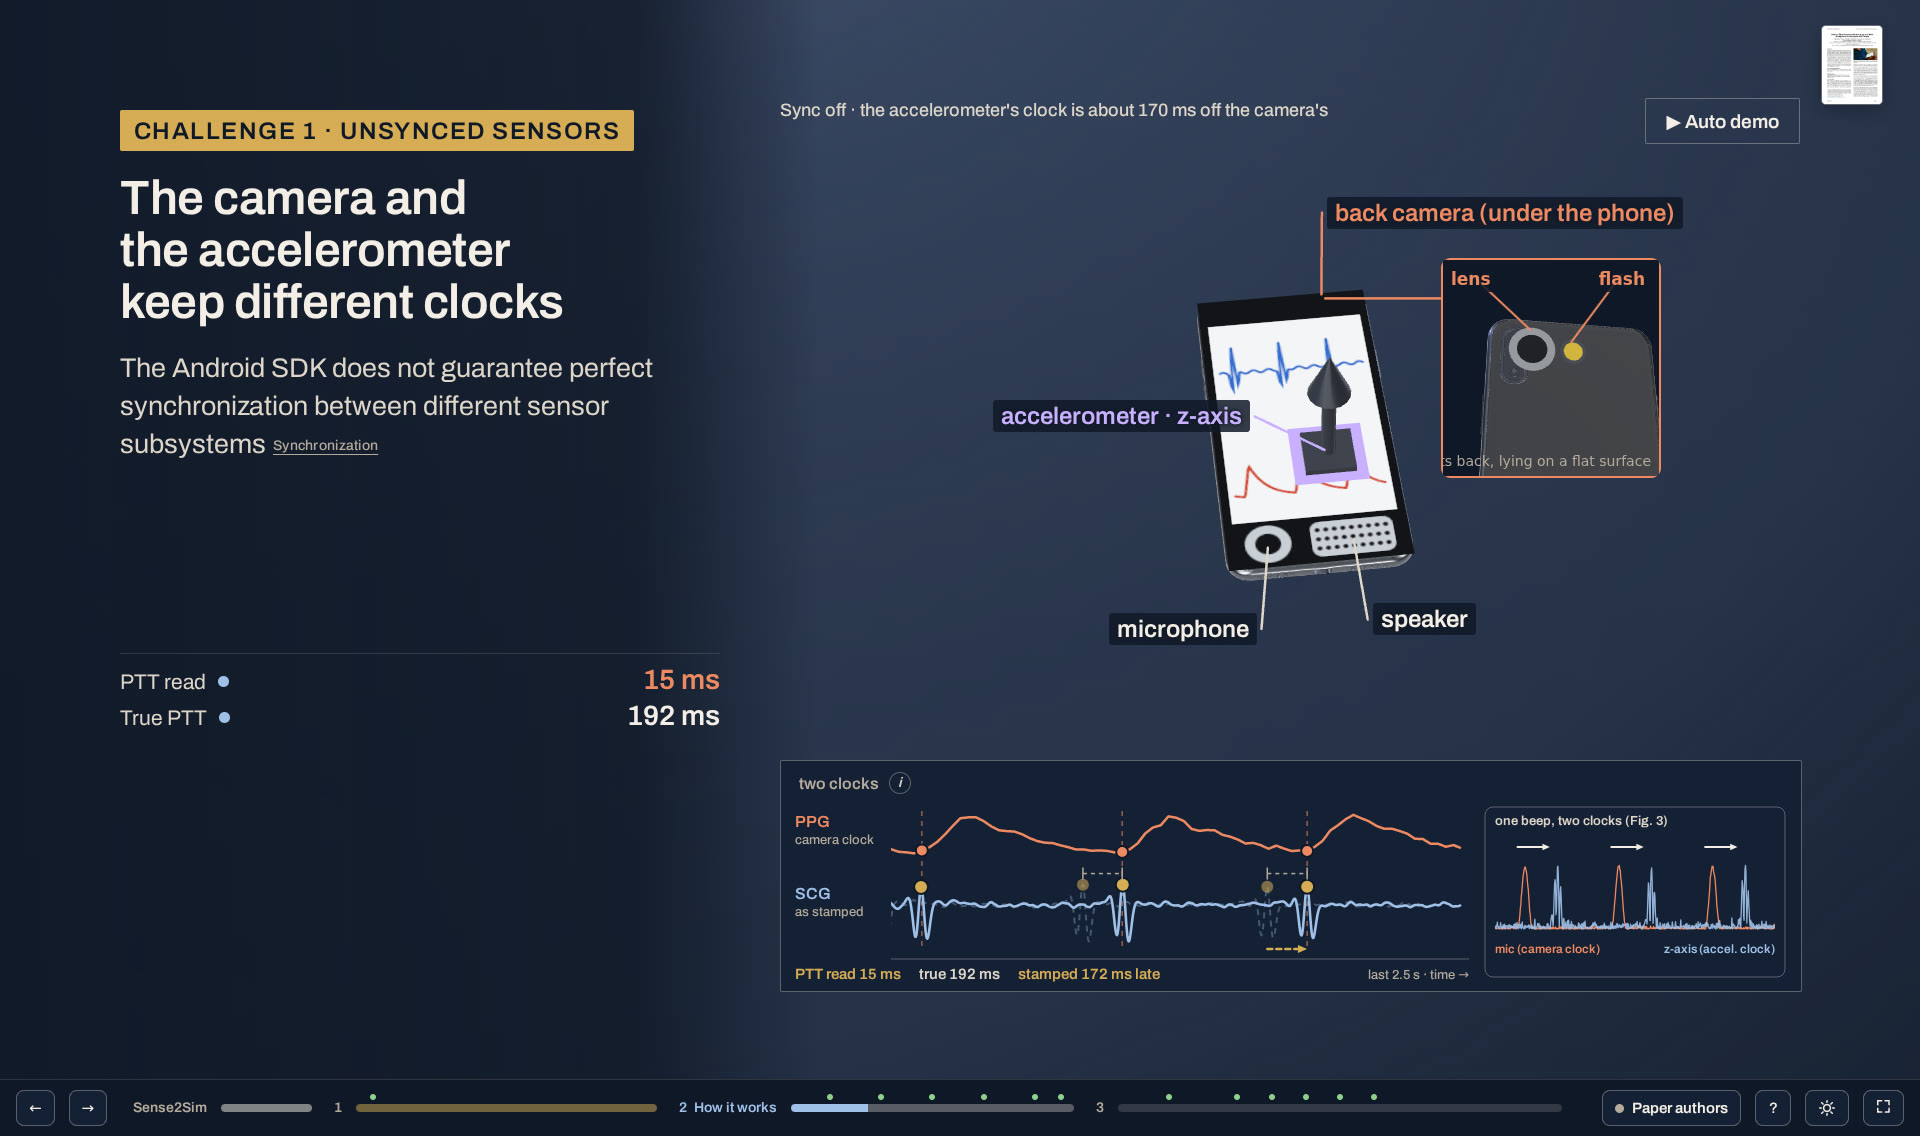 CHALLENGE 1 · UNSYNCED SENSORS
The camera and
the accelerometer
keep different clocks
The Android SDK does not guarantee perfect
synchronization between different sensor
subsystems Synchronization
PTT read 15 ms
True PTT 192 ms
Sync off · the accelerometer's clock is about 170 ms off the camera's
▶ Auto demo
back camera (under the phone)
lens flash
accelerometer · z-axis
ts back, lying on a flat surface
microphone
speaker
two clocks i
PPG
camera clock
SCG
as stamped
PTT read 15 ms true 192 ms stamped 172 ms late last 2.5 s · time →
one beep, two clocks (Fig. 3)
mic (camera clock) z-axis (accel. clock)
← → Sense2Sim 1 2 How it works 3 Paper authors ?